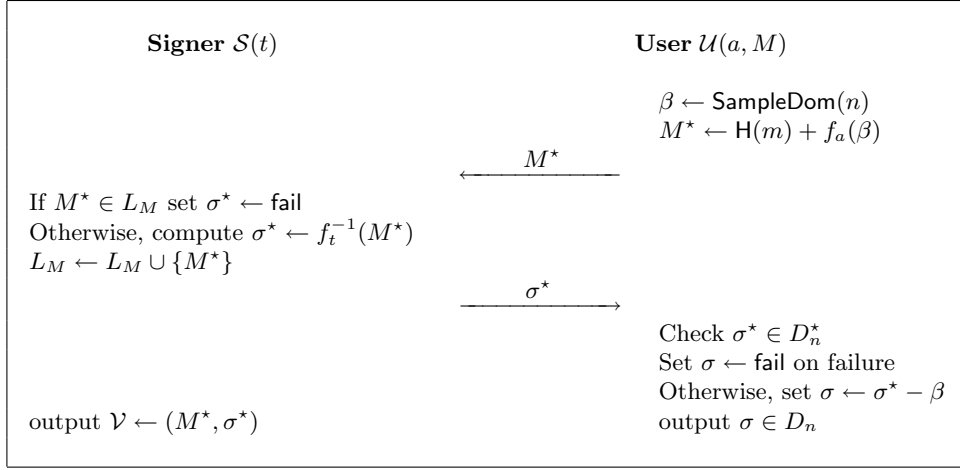 Signer 𝒮(t) User 𝒰(a, M)
β ← SampleDom(n)
M⋆ ← H(m) + f_a(β)
M⋆
If M⋆ ∈ L_M set σ⋆ ← fail
Otherwise, compute σ⋆ ← f_t^{-1}(M⋆)
L_M ← L_M ∪ {M⋆}
σ⋆
Check σ⋆ ∈ D_n^⋆
Set σ ← fail on failure
Otherwise, set σ ← σ⋆ − β
output 𝒱 ← (M⋆, σ⋆) output σ ∈ D_n